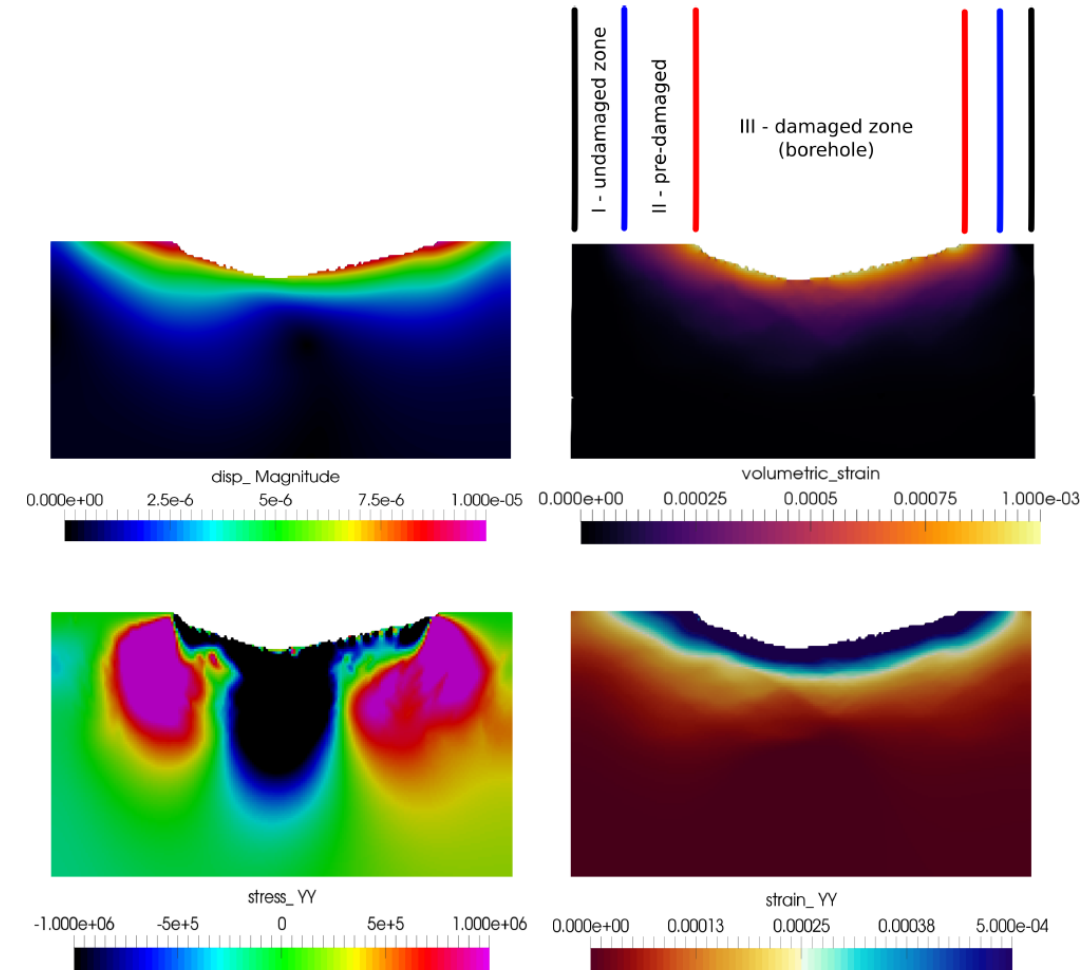 I - undamaged zone
II - pre-damaged
III - damaged zone
(borehole)
disp_ Magnitude
0.000e+00 2.5e-6 5e-6 7.5e-6 1.000e-05
volumetric_strain
0.0000e+00 0.00025 0.0005 0.00075 1.000e-03
stress_ YY
-1.000e+06 -5e+5 0 5e+5 1.000e+06
strain_ YY
0.000e+00 0.00013 0.00025 0.00038 5.000e-04